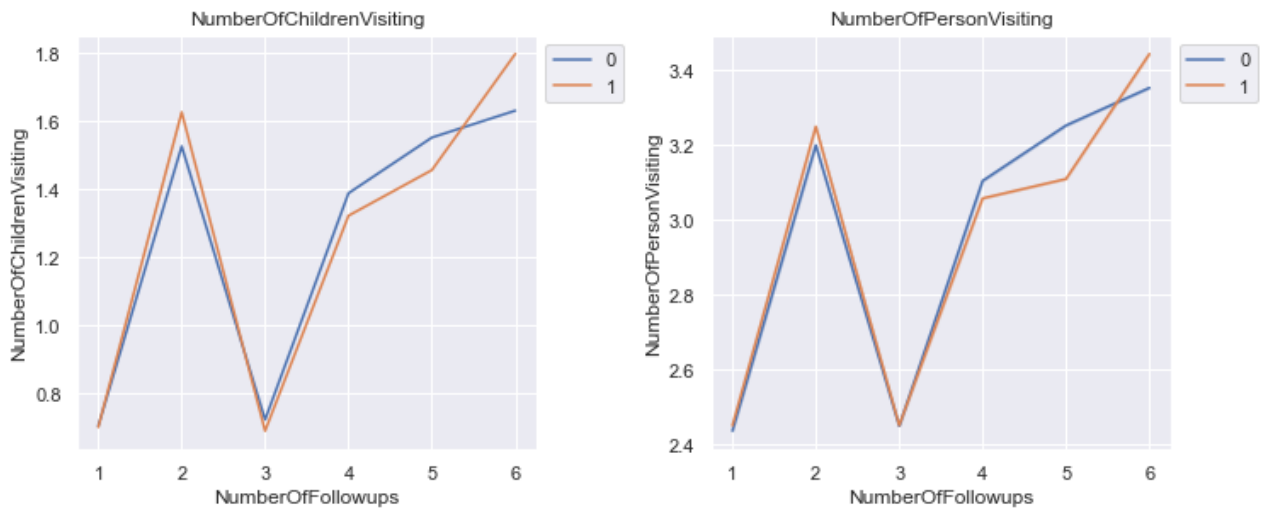 NumberOfChildrenVisiting
1.8
1.6
1.4
1.2
1.0
0.8
NumberOfChildrenVisiting
1 2 3 4 5 6
NumberOfFollowups
0
1
NumberOfPersonVisiting
3.4
3.2
3.0
2.8
2.6
2.4
NumberOfPersonVisiting
1 2 3 4 5 6
NumberOfFollowups
0
1